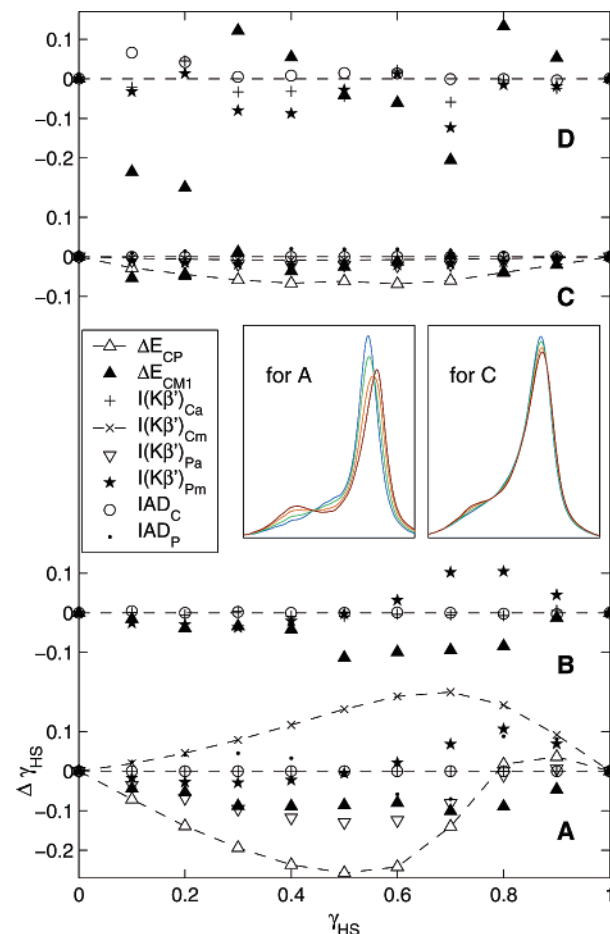 0.1
0
−0.1
−0.2
D
0.1
0
−0.1
C
ΔE_CP
ΔE_CM1
I(Kβ')_Ca
I(Kβ')_Cm
I(Kβ')_Pa
I(Kβ')_Pm
IAD_C
IAD_P
for A
for C
0.1
0
−0.1
B
0.1
0
−0.1
−0.2
A
Δ γ_HS
0 0.2 0.4 0.6 0.8 1
γ_HS